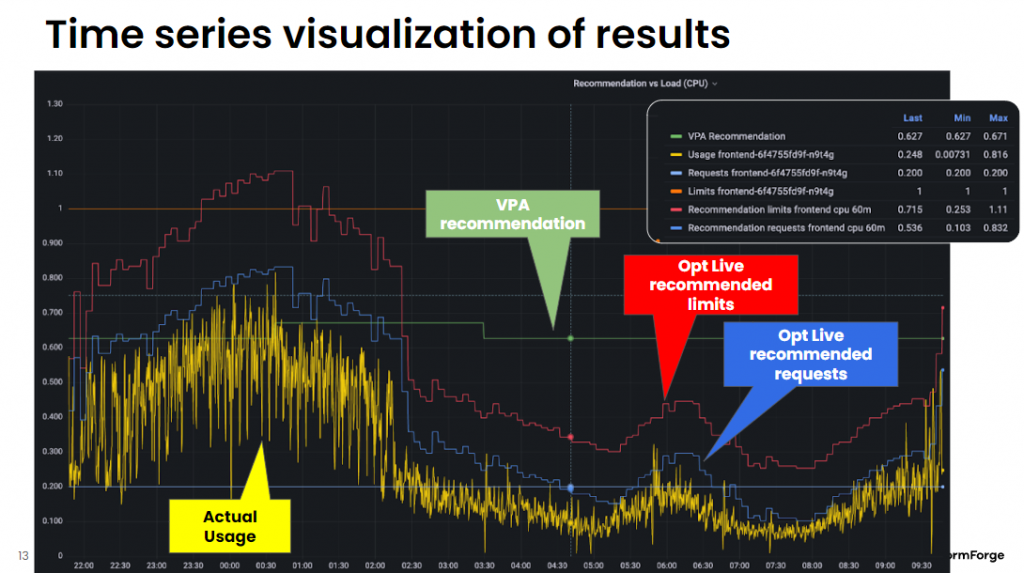 Time series visualization of results
Recommendation vs Load (CPU)
Last Min Max
VPA Recommendation 0.627 0.627 0.671
Usage frontend-6f4755fd9f-n9t4g 0.248 0.00731 0.816
Requests frontend-6f4755fd9f-n9t4g 0.200 0.200 0.200
Limits frontend-6f4755fd9f-n9t4g 1 1 1
Recommendation limits frontend cpu 60m 0.715 0.253 1.11
Recommendation requests frontend cpu 60m 0.536 0.103 0.832
1.30
1.20
1.10
1
0.900
0.800
0.700
0.600
0.500
0.400
0.300
0.200
0.100
0
VPA
recommendation
Opt Live
recommended
limits
Opt Live
recommended
requests
Actual
Usage
22:00 22:30 23:00 23:30 00:00 00:30 01:00 01:30 02:00 02:30 03:00 03:30 04:00 04:30 05:00 05:30 06:00 06:30 07:00 07:30 08:00 08:30 09:00 09:30
13
ormForge